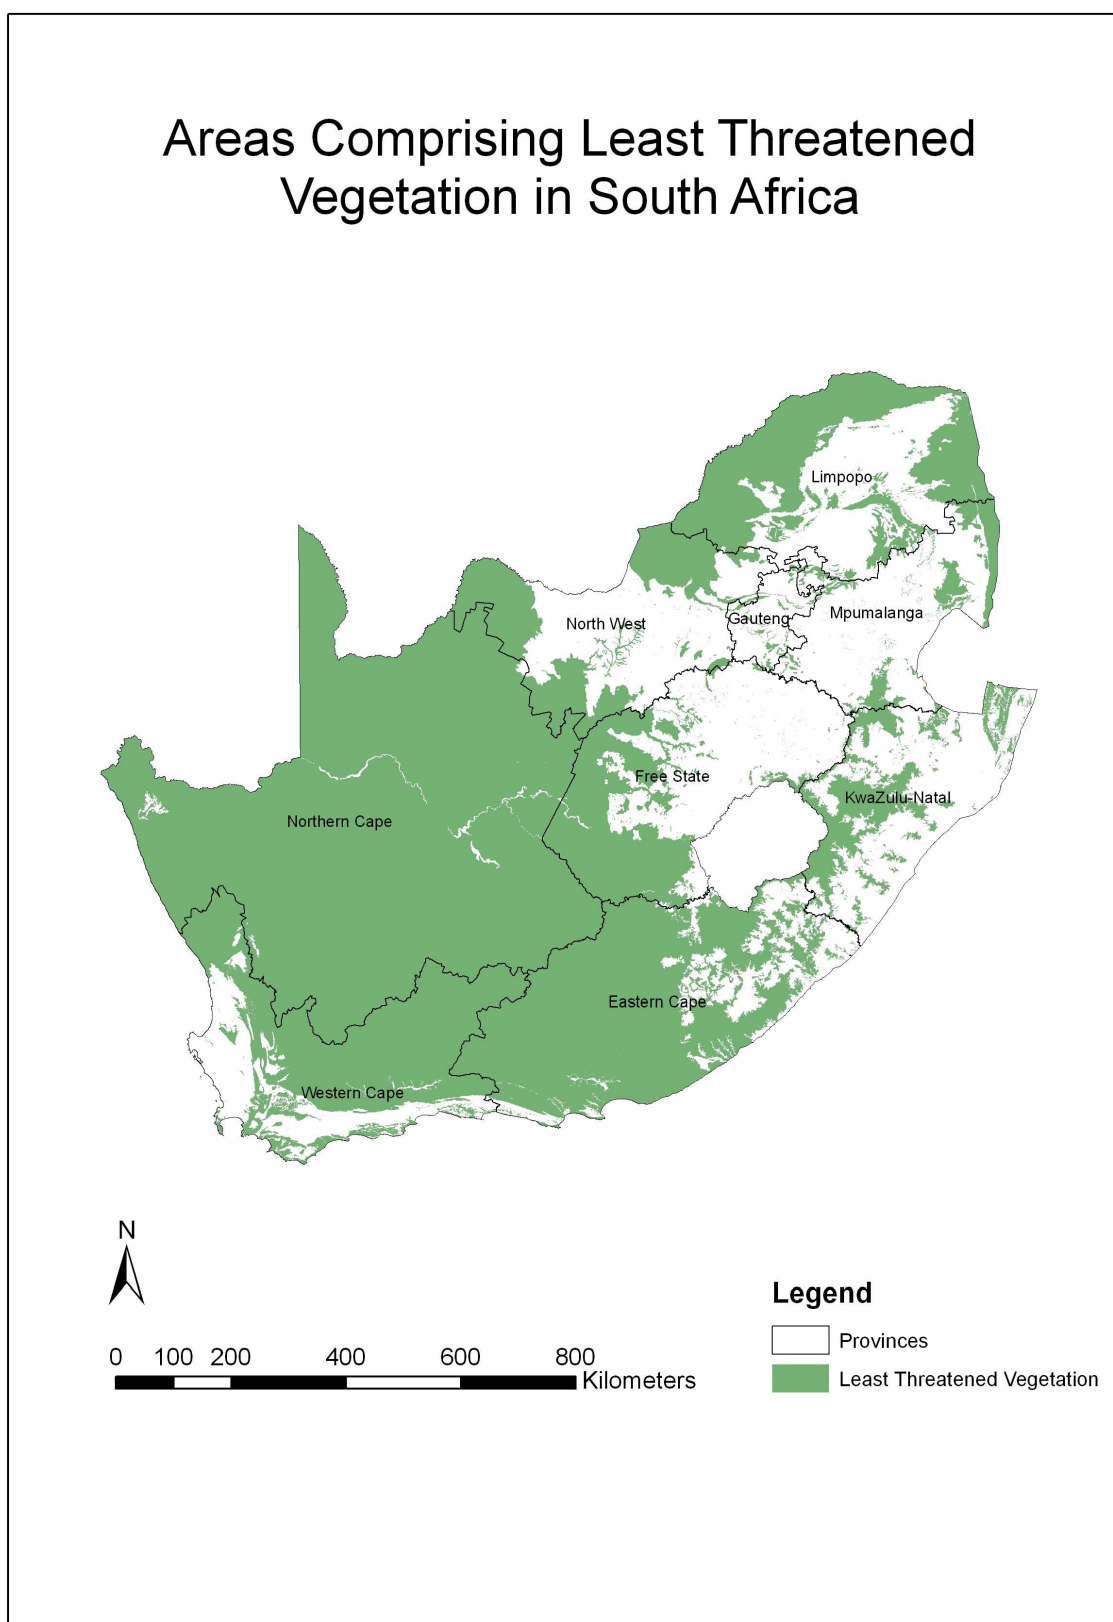 Areas Comprising Least Threatened
Vegetation in South Africa
Limpopo
North West
Gauteng
Mpumalanga
Free State
KwaZulu-Natal
Northern Cape
Eastern Cape
Western Cape
N
0 100 200 400 600 800
Kilometers
Legend
Provinces
Least Threatened Vegetation